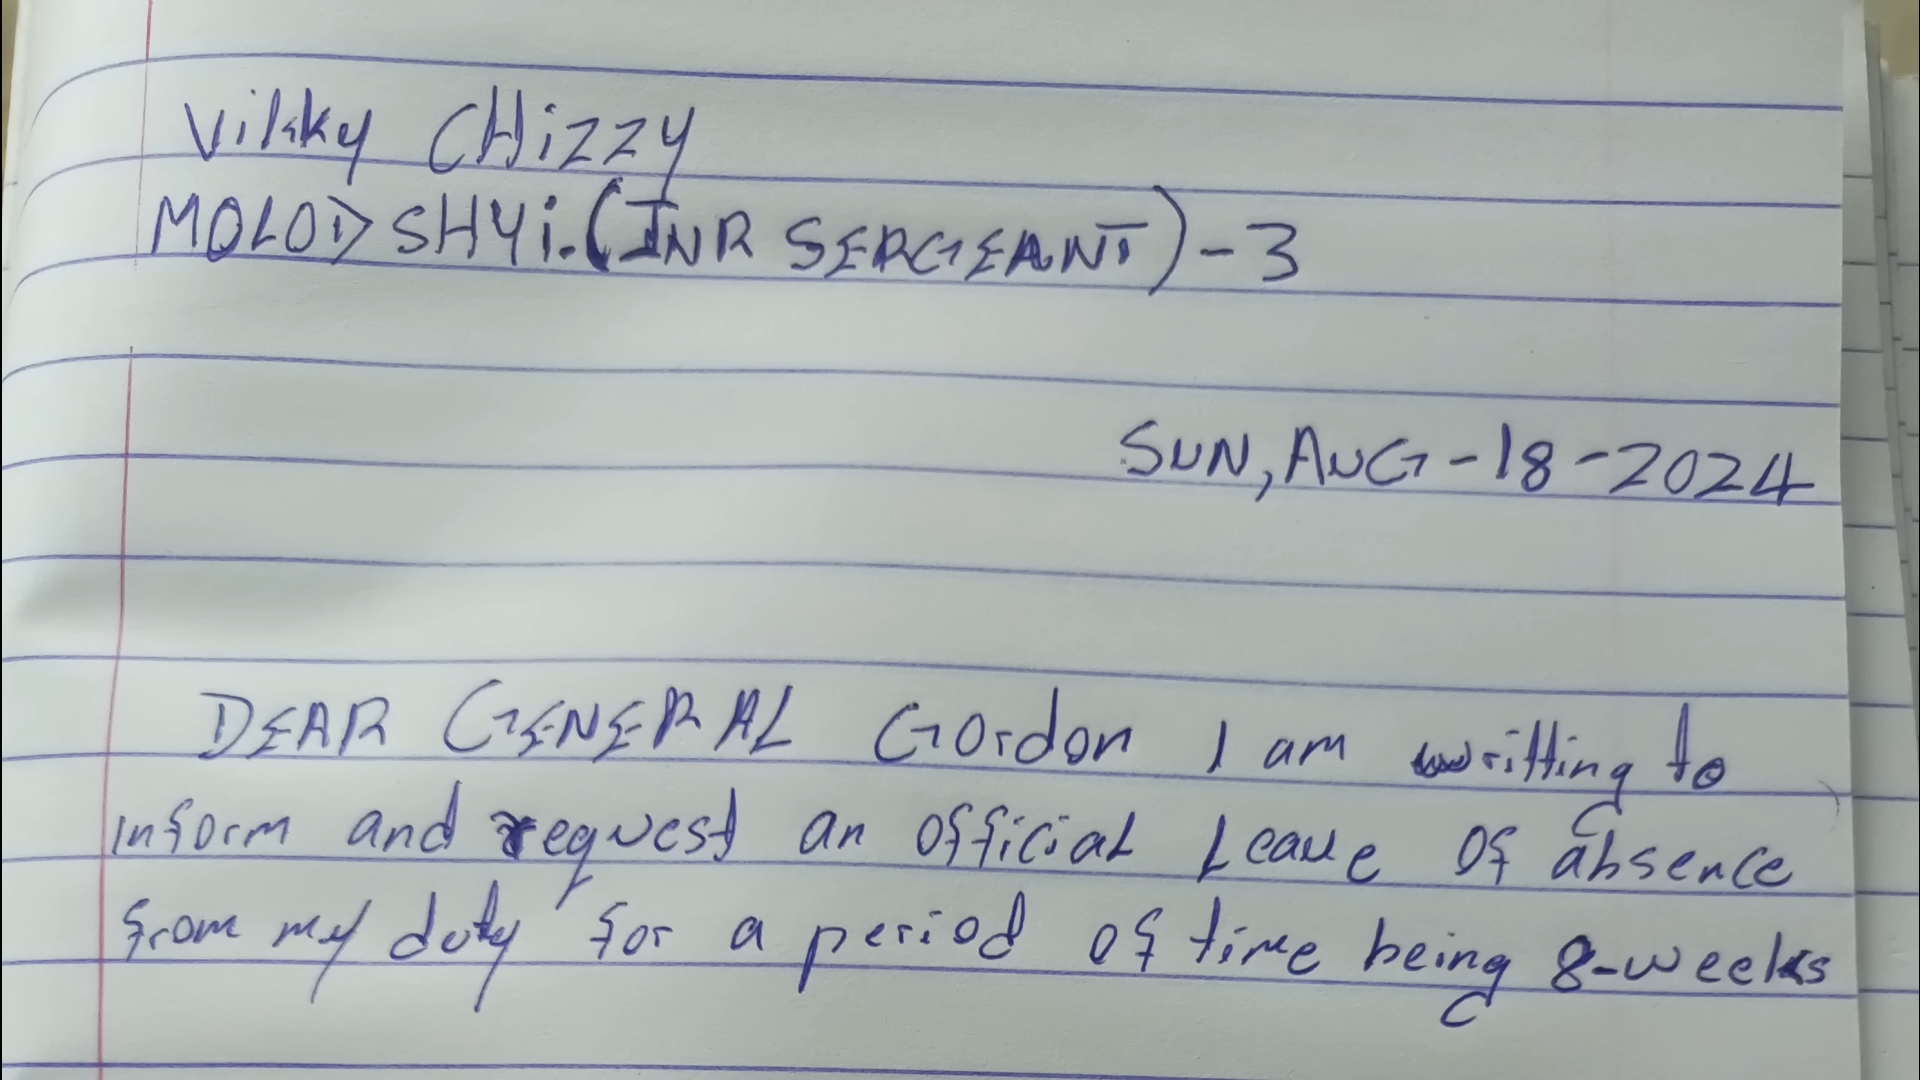 Vikky CHizzy
MOLODSHYi.(INR SERGEANT)-3
SUN, AUG-18-2024
DEAR GENERAL Gordon I am writting to
inform and request an official Leave of absence
from my duty for a period of time being 8-weeks